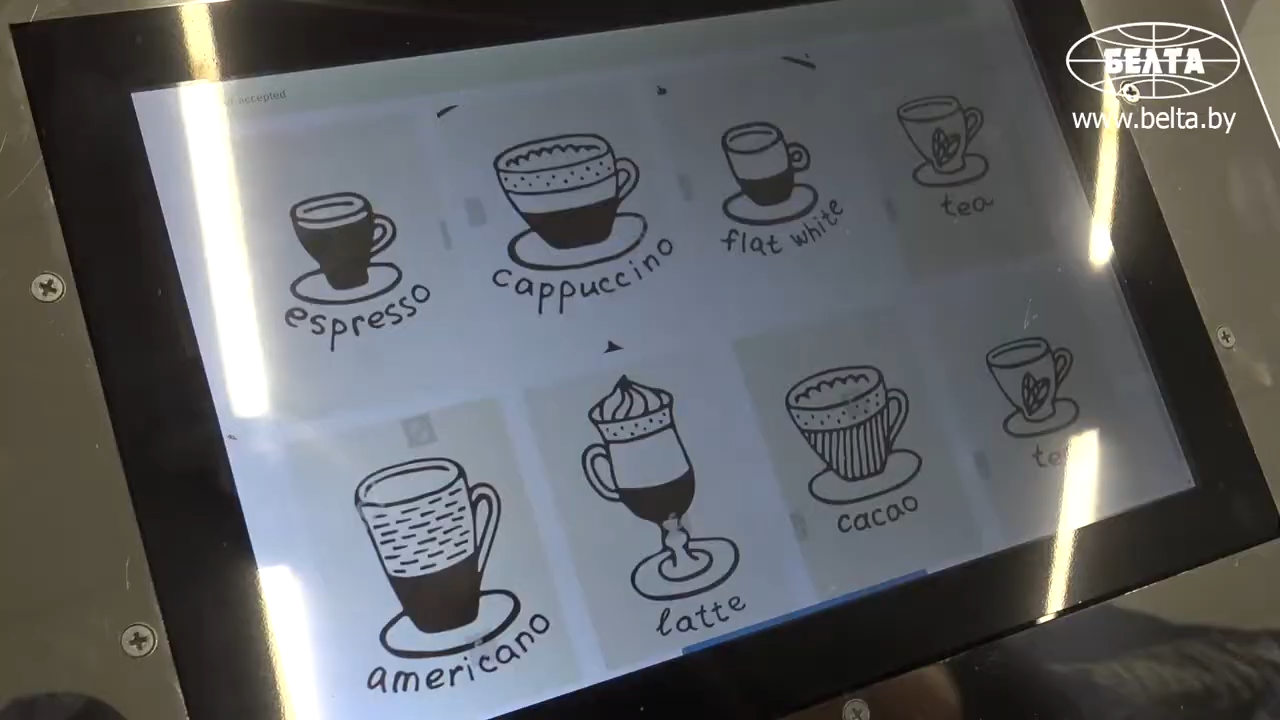 accepted
БЕЛТА
www.belta.by
espresso
cappuccino
flat white
tea
americano
latte
cacao